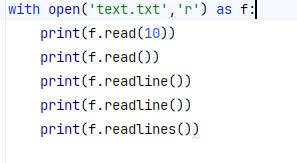 with open('text.txt','r') as f:
    print(f.read(10))
    print(f.read())
    print(f.readline())
    print(f.readline())
    print(f.readlines())